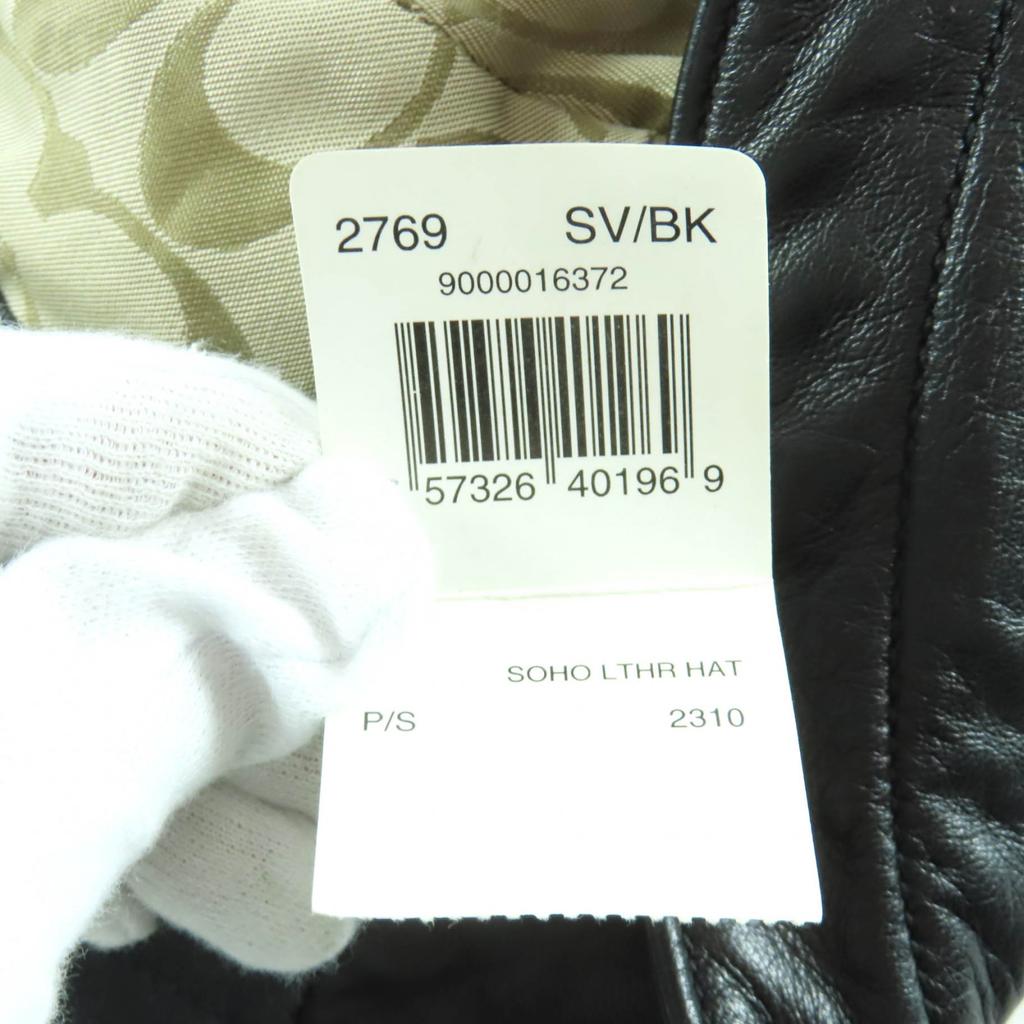 2769 SV/BK
9000016372
57326 40196 9
SOHO LTHR HAT
P/S 2310